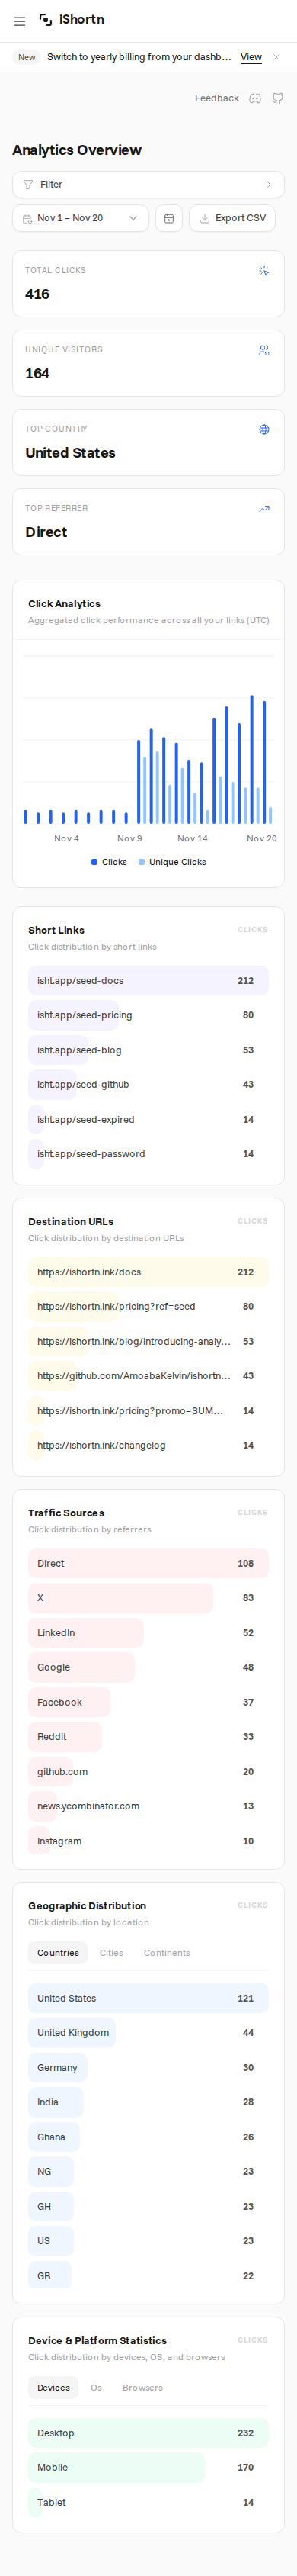 IShortn
New Switch to yearly billing from your dashb... View
Feedback
Analytics Overview
Filter
Nov 1 – Nov 20
Export CSV
TOTAL CLICKS
416
UNIQUE VISITORS
164
TOP COUNTRY
United States
TOP REFERRER
Direct
Click Analytics
Aggregated click performance across all your links (UTC)
Nov 4 Nov 9 Nov 14 Nov 20
Clicks Unique Clicks
Short Links CLICKS
Click distribution by short links
isht.app/seed-docs 212
isht.app/seed-pricing 80
isht.app/seed-blog 53
isht.app/seed-github 43
isht.app/seed-expired 14
isht.app/seed-password 14
Destination URLs CLICKS
Click distribution by destination URLs
https://ishortn.ink/docs 212
https://ishortn.ink/pricing?ref=seed 80
https://ishortn.ink/blog/introducing-analy... 53
https://github.com/AmoabaKelvin/ishortn... 43
https://ishortn.ink/pricing?promo=SUM... 14
https://ishortn.ink/changelog 14
Traffic Sources CLICKS
Click distribution by referrers
Direct 108
X 83
LinkedIn 52
Google 48
Facebook 37
Reddit 33
github.com 20
news.ycombinator.com 13
Instagram 10
Geographic Distribution CLICKS
Click distribution by location
Countries Cities Continents
United States 121
United Kingdom 44
Germany 30
India 28
Ghana 26
NG 23
GH 23
US 23
GB 22
Device & Platform Statistics CLICKS
Click distribution by devices, OS, and browsers
Devices Os Browsers
Desktop 232
Mobile 170
Tablet 14